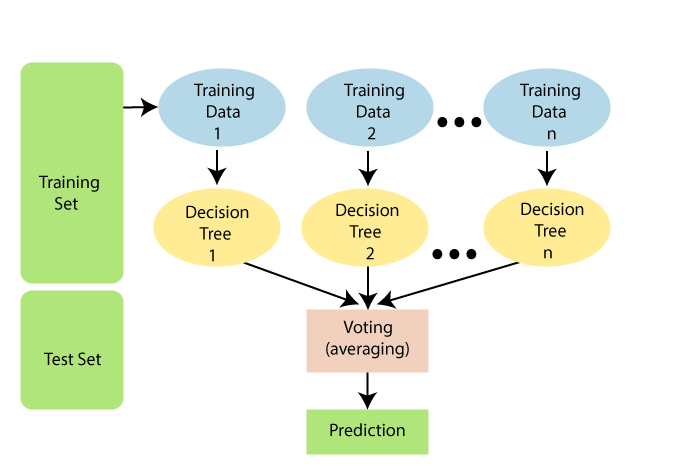 Training
Set
Training
Data
1
Training
Data
2
Training
Data
n
Decision
Tree
1
Decision
Tree
2
Decision
Tree
n
Test Set
Voting
(averaging)
Prediction